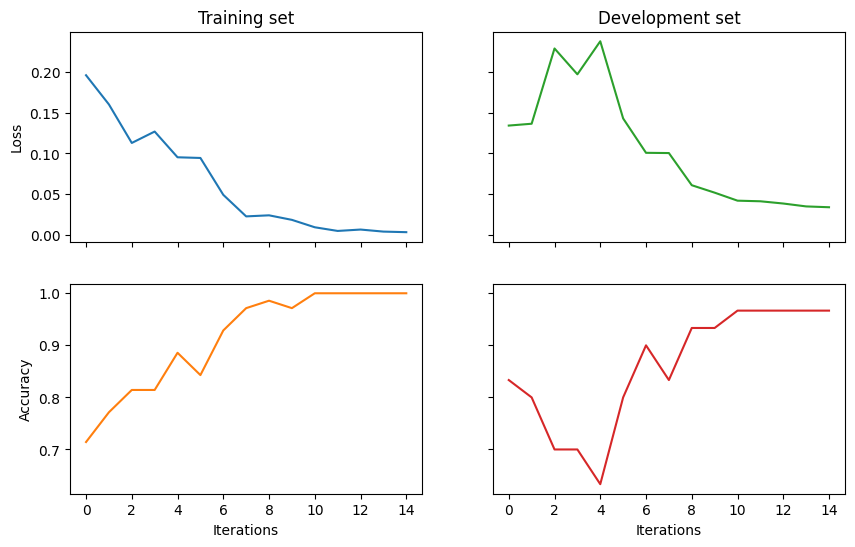 Training set
Development set
Loss
0.20
0.15
0.10
0.05
0.00
Accuracy
1.0
0.9
0.8
0.7
0 2 4 6 8 10 12 14
0 2 4 6 8 10 12 14
Iterations
Iterations